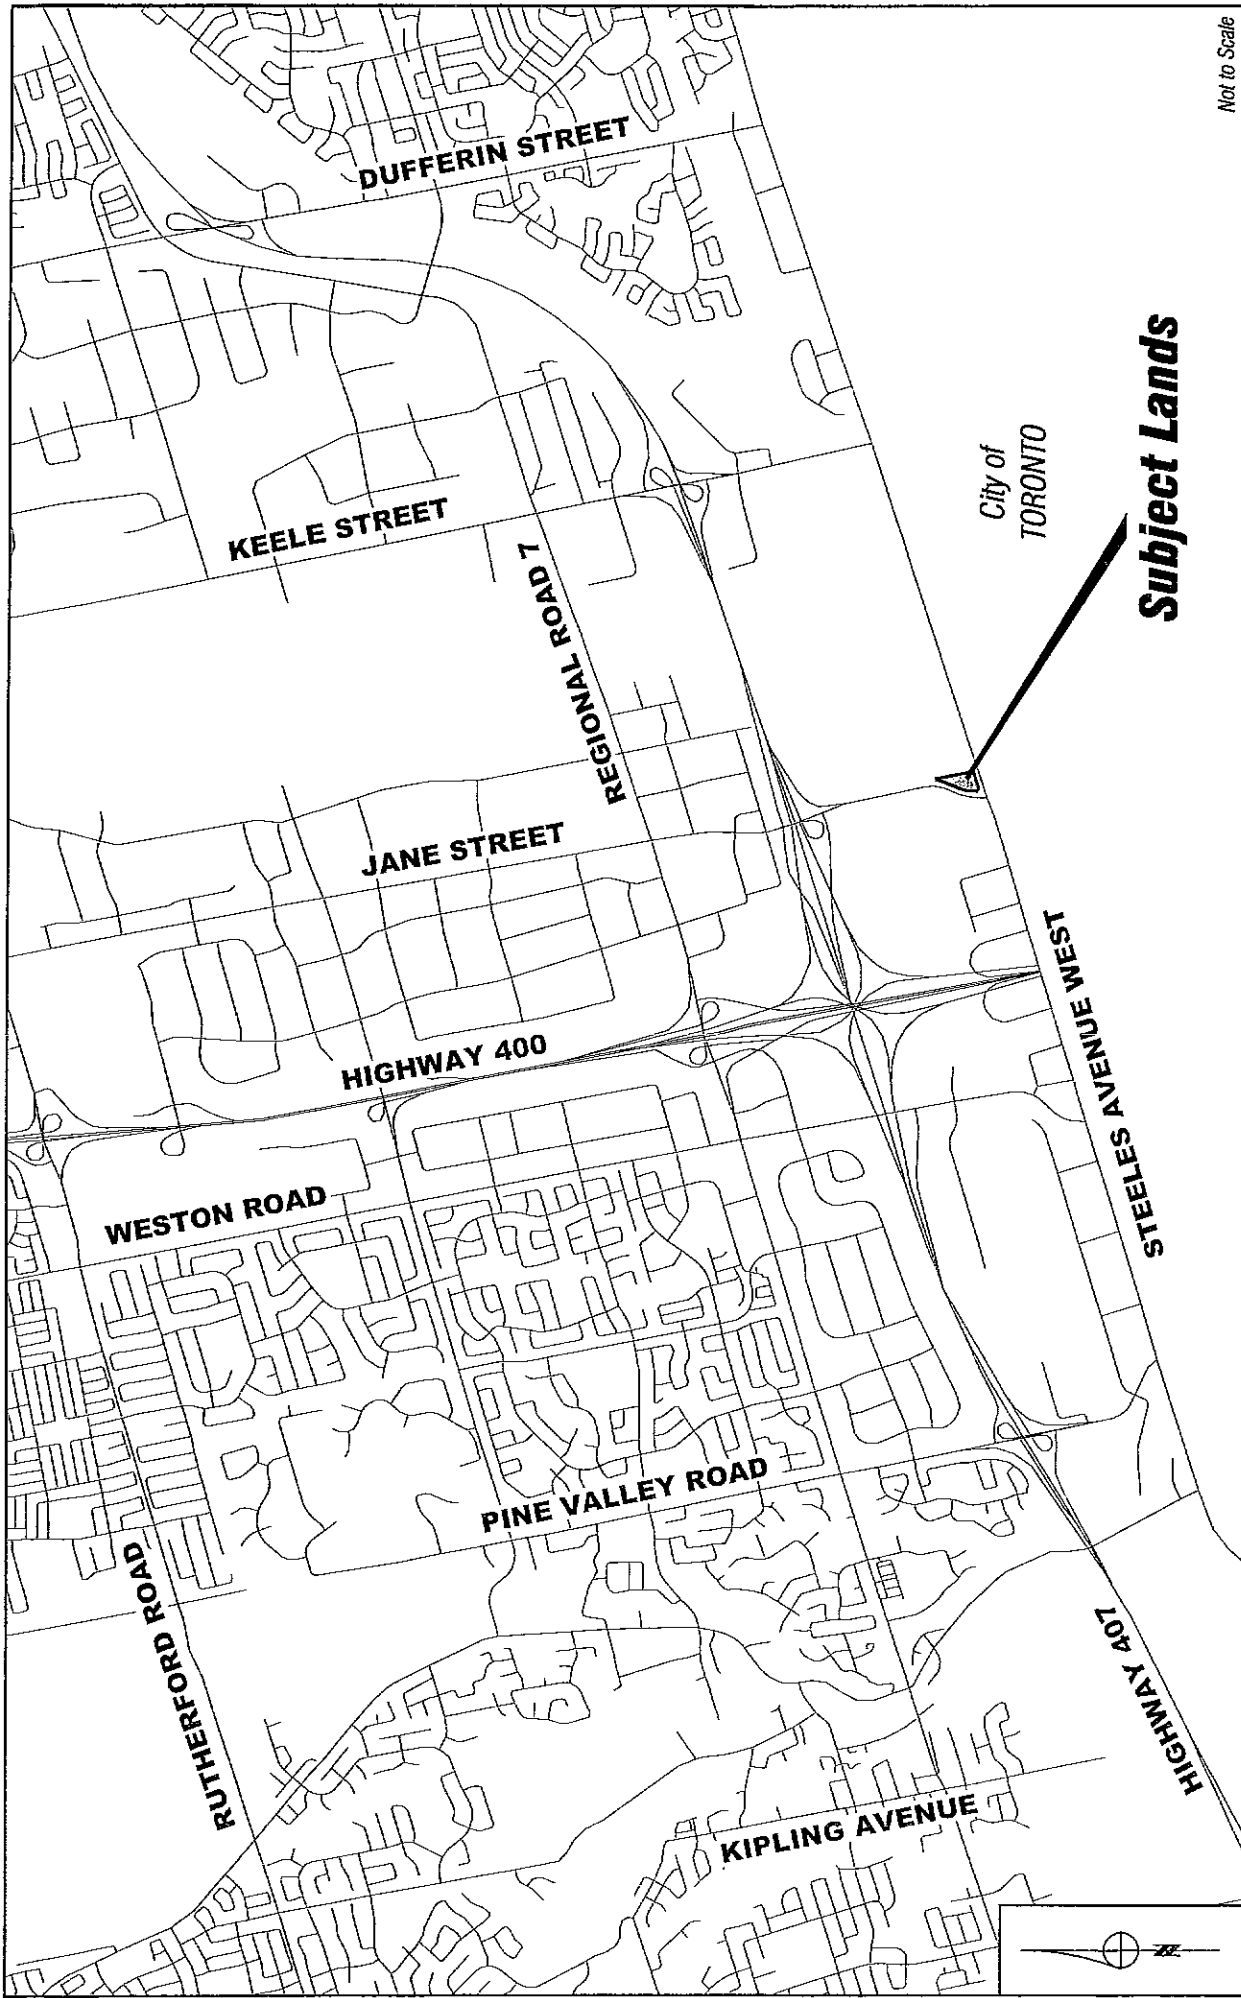 DUFFERIN STREET
KEELE STREET
REGIONAL ROAD 7
JANE STREET
HIGHWAY 400
WESTON ROAD
PINE VALLEY ROAD
RUTHERFORD ROAD
KIPLING AVENUE
HIGHWAY 407
STEELES AVENUE WEST
City of
TORONTO
Subject Lands
Not to Scale
N